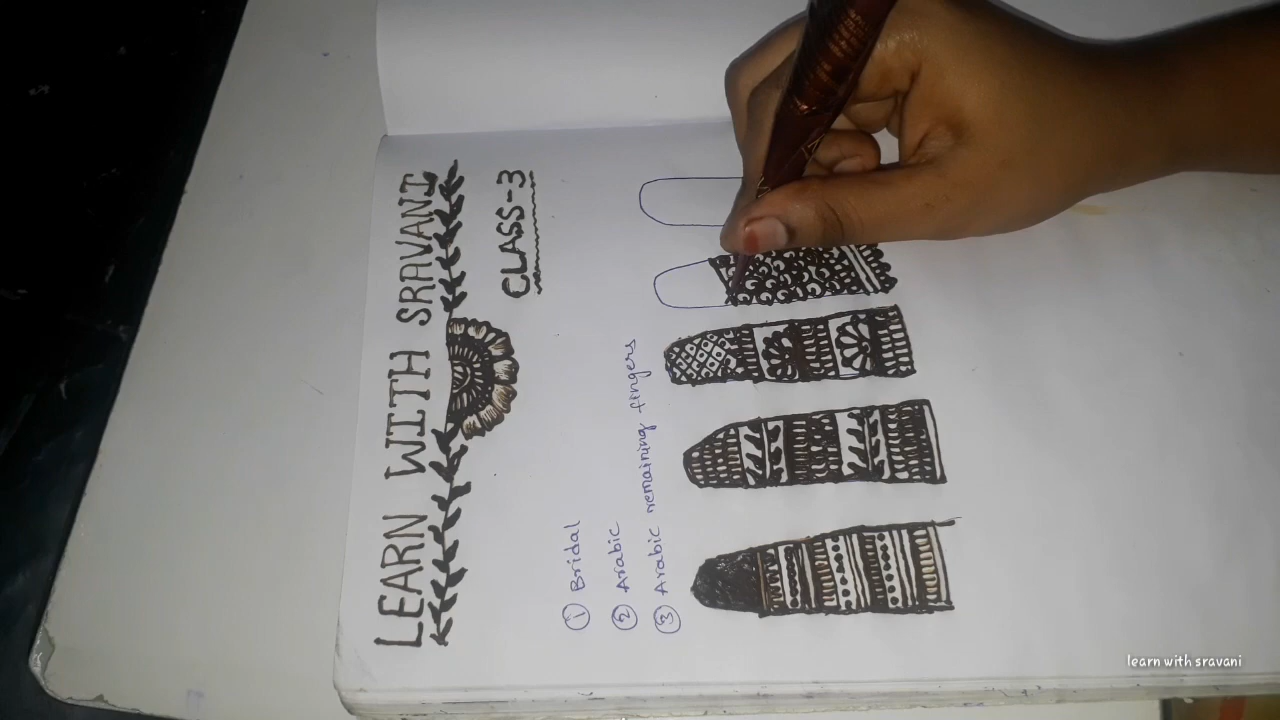 LEARN WITH SRAVANI
CLASS-3
① Bridal
② Arabic
③ Arabic remaining fingers
learn with sravani